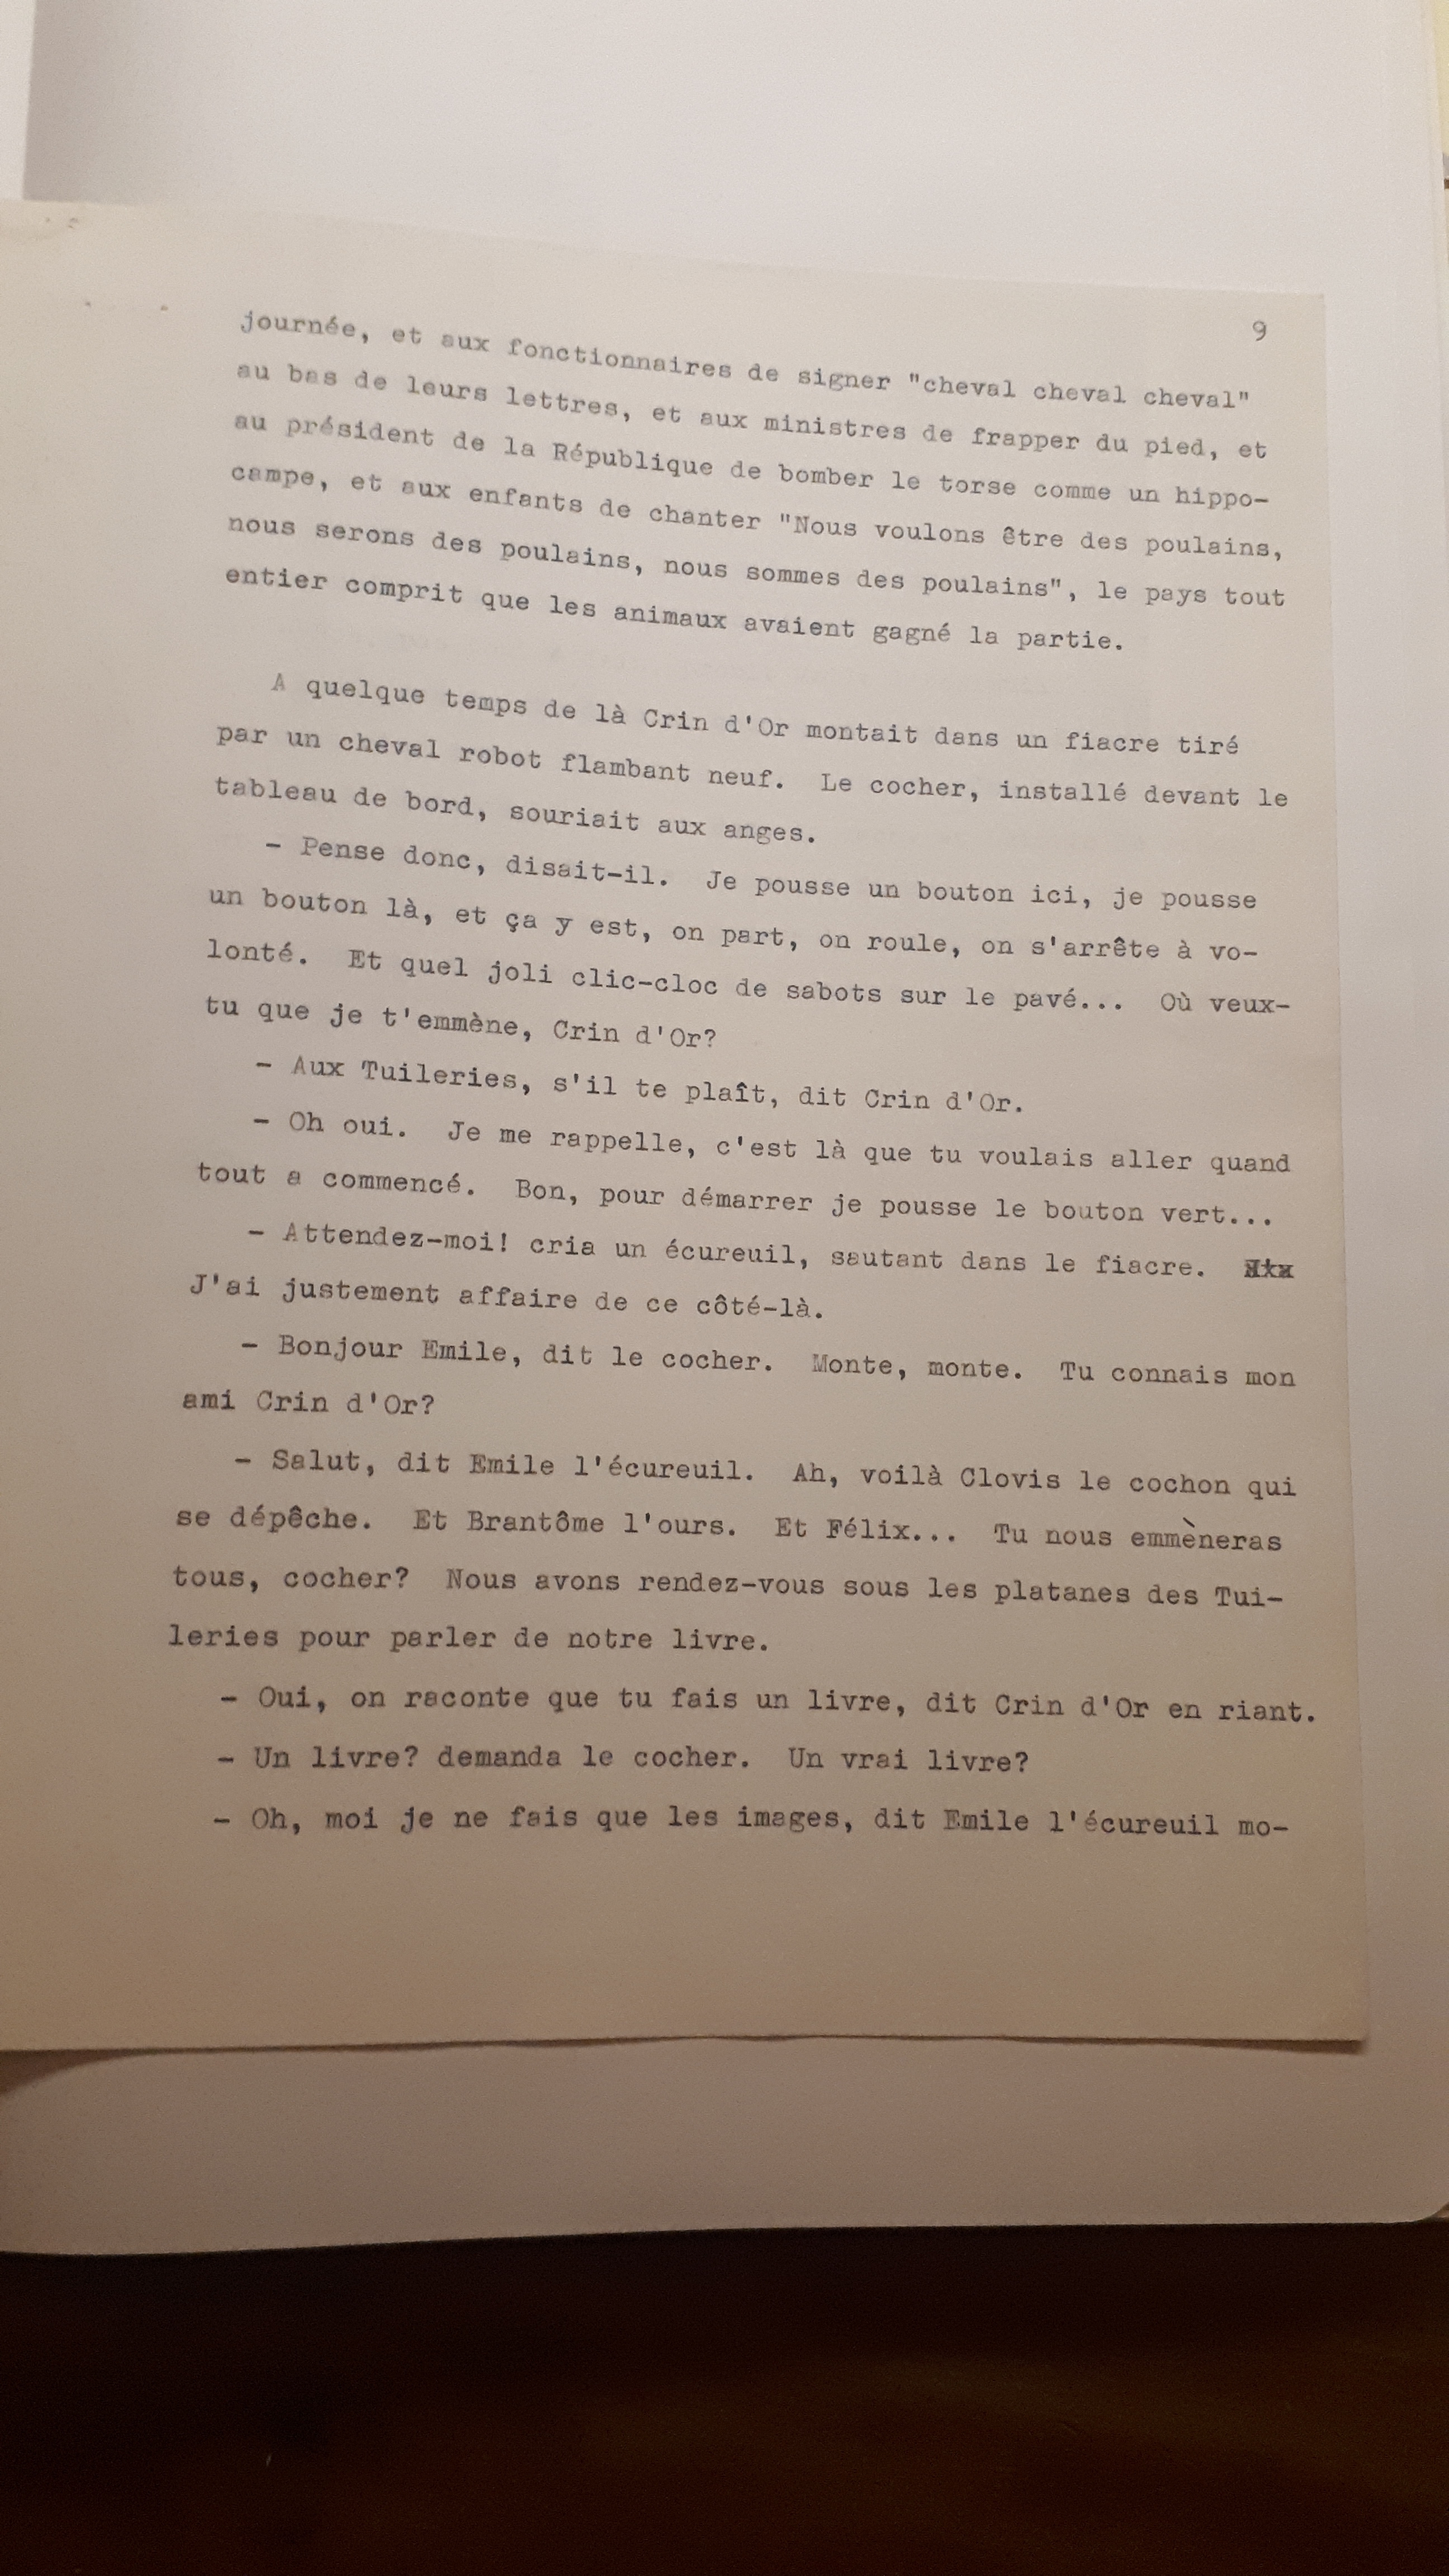 9
journée, et aux fonctionnaires de signer "cheval cheval cheval"
au bas de leurs lettres, et aux ministres de frapper du pied, et
au président de la République de bomber le torse comme un hippo-
campe, et aux enfants de chanter "Nous voulons être des poulains,
nous serons des poulains, nous sommes des poulains", le pays tout
entier comprit que les animaux avaient gagné la partie.
A quelque temps de là Crin d'Or montait dans un fiacre tiré
par un cheval robot flambant neuf. Le cocher, installé devant le
tableau de bord, souriait aux anges.
- Pense donc, disait-il. Je pousse un bouton ici, je pousse
un bouton là, et ça y est, on part, on roule, on s'arrête à vo-
lonté. Et quel joli clic-cloc de sabots sur le pavé... Où veux-
tu que je t'emmène, Crin d'Or?
- Aux Tuileries, s'il te plaît, dit Crin d'Or.
- Oh oui. Je me rappelle, c'est là que tu voulais aller quand
tout a commencé. Bon, pour démarrer je pousse le bouton vert...
- Attendez-moi! cria un écureuil, sautant dans le fiacre.
J'ai justement affaire de ce côté-là.
- Bonjour Emile, dit le cocher. Monte, monte. Tu connais mon
ami Crin d'Or?
- Salut, dit Emile l'écureuil. Ah, voilà Clovis le cochon qui
se dépêche. Et Brantôme l'ours. Et Félix... Tu nous emmèneras
tous, cocher? Nous avons rendez-vous sous les platanes des Tui-
leries pour parler de notre livre.
- Oui, on raconte que tu fais un livre, dit Crin d'Or en riant.
- Un livre? demanda le cocher. Un vrai livre?
- Oh, moi je ne fais que les images, dit Emile l'écureuil mo-